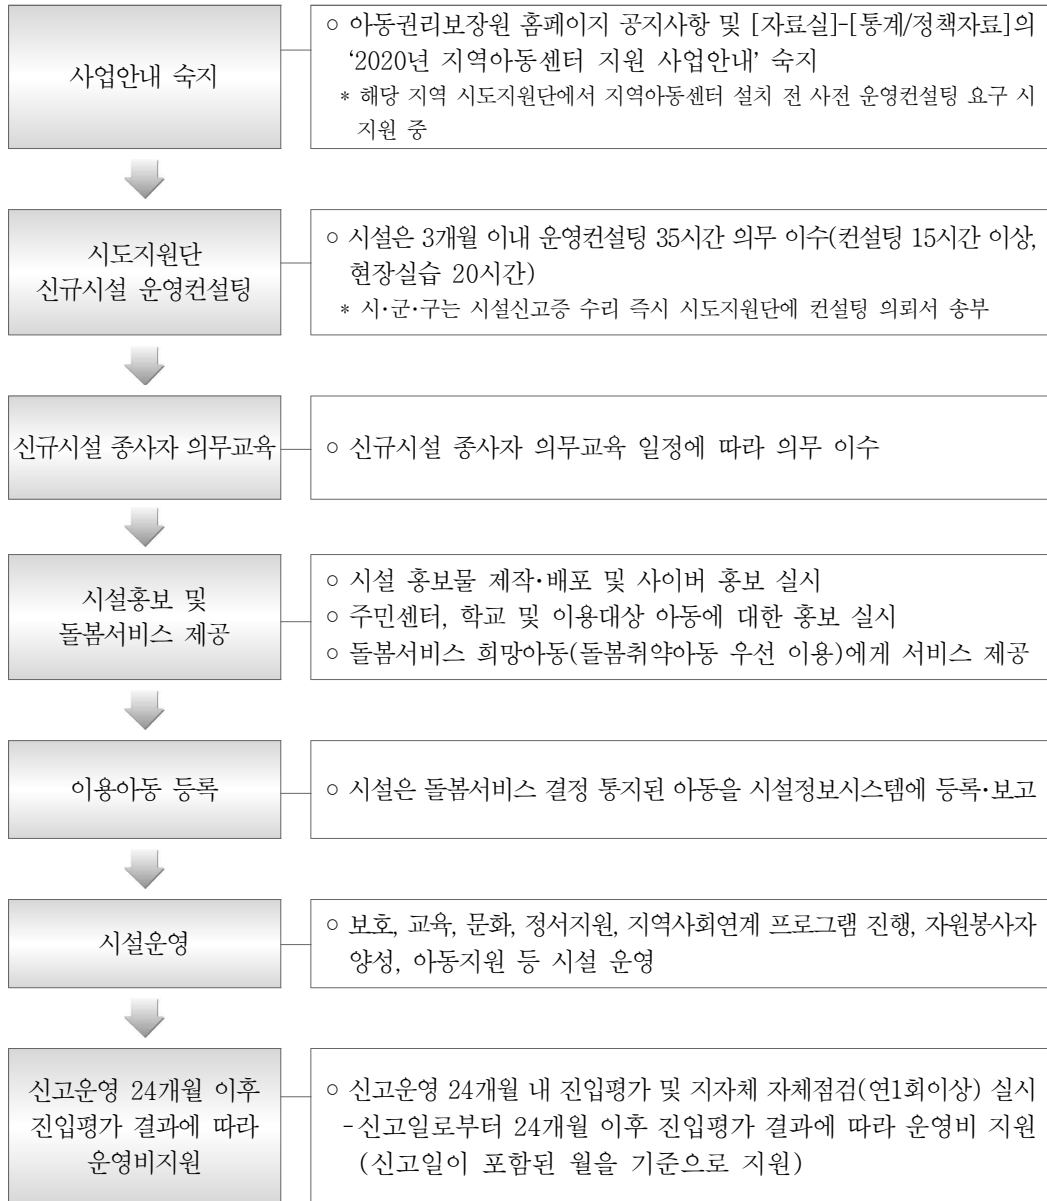 사업안내 숙지
○ 아동권리보장원 홈페이지 공지사항 및 [자료실]-[통계/정책자료]의
‘2020년 지역아동센터 지원 사업안내’ 숙지
* 해당 지역 시도지원단에서 지역아동센터 설치 전 사전 운영컨설팅 요구 시
지원 중
시도지원단
신규시설 운영컨설팅
○ 시설은 3개월 이내 운영컨설팅 35시간 의무 이수(컨설팅 15시간 이상,
현장실습 20시간)
* 시·군·구는 시설신고증 수리 즉시 시도지원단에 컨설팅 의뢰서 송부
신규시설 종사자 의무교육
○ 신규시설 종사자 의무교육 일정에 따라 의무 이수
시설홍보 및
돌봄서비스 제공
○ 시설 홍보물 제작·배포 및 사이버 홍보 실시
○ 주민센터, 학교 및 이용대상 아동에 대한 홍보 실시
○ 돌봄서비스 희망아동(돌봄취약아동 우선 이용)에게 서비스 제공
이용아동 등록
○ 시설은 돌봄서비스 결정 통지된 아동을 시설정보시스템에 등록·보고
시설운영
○ 보호, 교육, 문화, 정서지원, 지역사회연계 프로그램 진행, 자원봉사자
양성, 아동지원 등 시설 운영
신고운영 24개월 이후
진입평가 결과에 따라
운영비지원
○ 신고운영 24개월 내 진입평가 및 지자체 자체점검(연1회이상) 실시
-신고일로부터 24개월 이후 진입평가 결과에 따라 운영비 지원
(신고일이 포함된 월을 기준으로 지원)